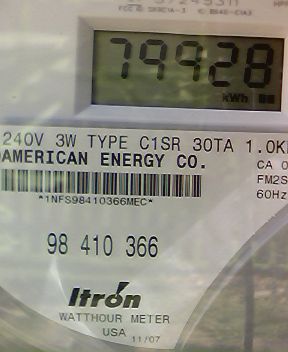 79928
kWh
240V 3W TYPE C1SR 30TA 1.0K
AMERICAN ENERGY CO.
CA 0
FM2S
*1NFS98410366MEC*
60Hz
98 410 366
Itron
WATTHOUR METER
USA 11/07